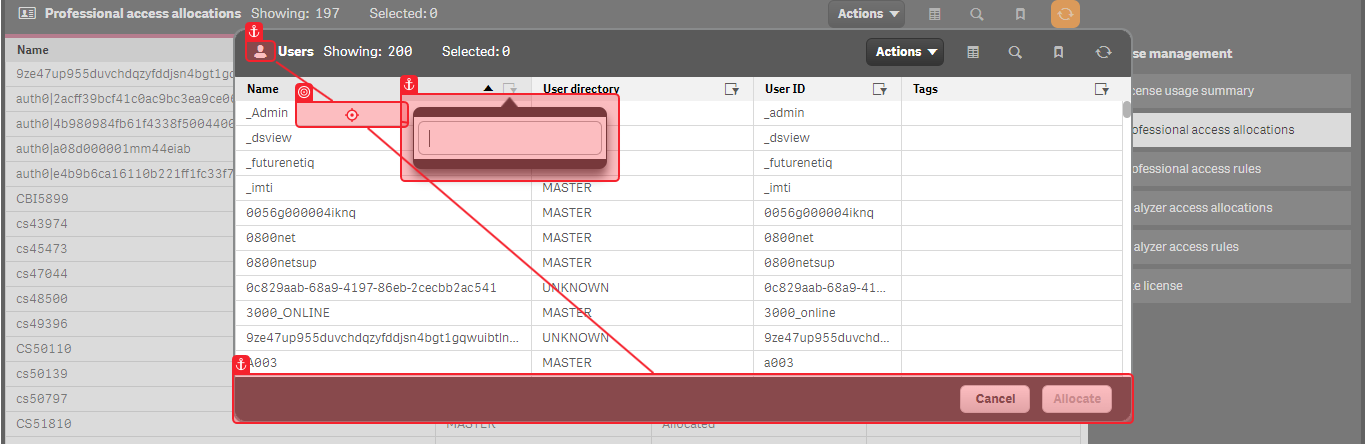 Professional access allocations Showing: 197 Selected: 0 Actions
Users Showing: 200 Selected: 0 Actions
Name
Name User directory User ID Tags
9ze47up955duvchdqzyfddjsn4bgt1gq
auth0|2acff39bcf41c0ac9bc3ea9ce06
auth0|4b980984fb61f4338f5004400
auth0|a08d000001mm44eiab
auth0|e4b9b6ca16110b221ff1fc33f7
CBI5899
cs43974
cs45473
cs47044
cs48500
cs49396
CS50110
cs50139
cs50797
CS51810 MASTER Allocated
_Admin _admin
_dsview _dsview
_futurenetiq _futurenetiq
_imti MASTER _imti
0056g000004iknq MASTER 0056g000004iknq
0800net MASTER 0800net
0800netsup MASTER 0800netsup
0c829aab-68a9-4197-86eb-2cecbb2ac541 UNKNOWN 0c829aab-68a9-41...
3000_ONLINE MASTER 3000_online
9ze47up955duvchdqzyfddjsn4bgt1gqwuibtln... UNKNOWN 9ze47up955duvchd...
A003 MASTER a003
Cancel Allocate
se management
cense usage summary
ofessional access allocations
ofessional access rules
alyzer access allocations
alyzer access rules
te license